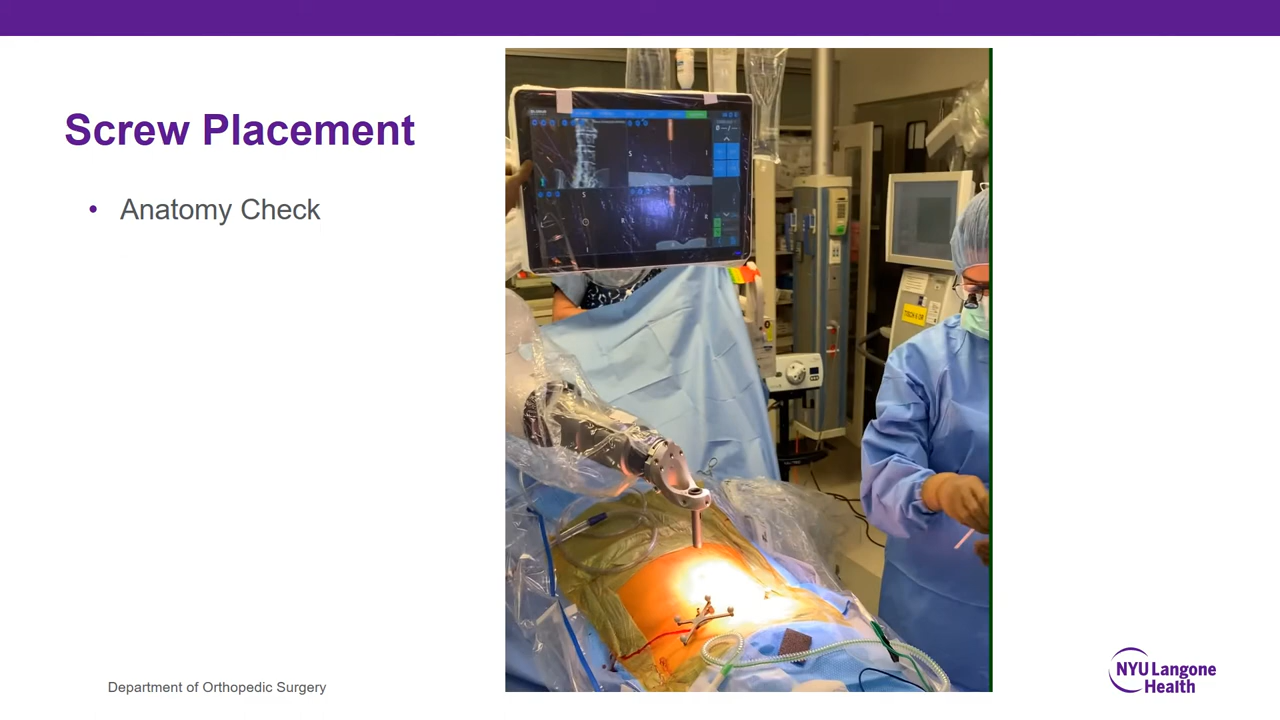 Screw Placement
• Anatomy Check
Department of Orthopedic Surgery
NYU Langone
Health